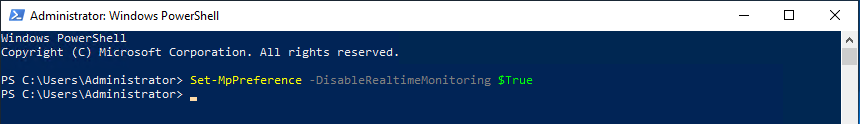 Administrator: Windows PowerShell
Windows PowerShell
Copyright (C) Microsoft Corporation. All rights reserved.
PS C:\Users\Administrator> Set-MpPreference -DisableRealtimeMonitoring $True
PS C:\Users\Administrator>